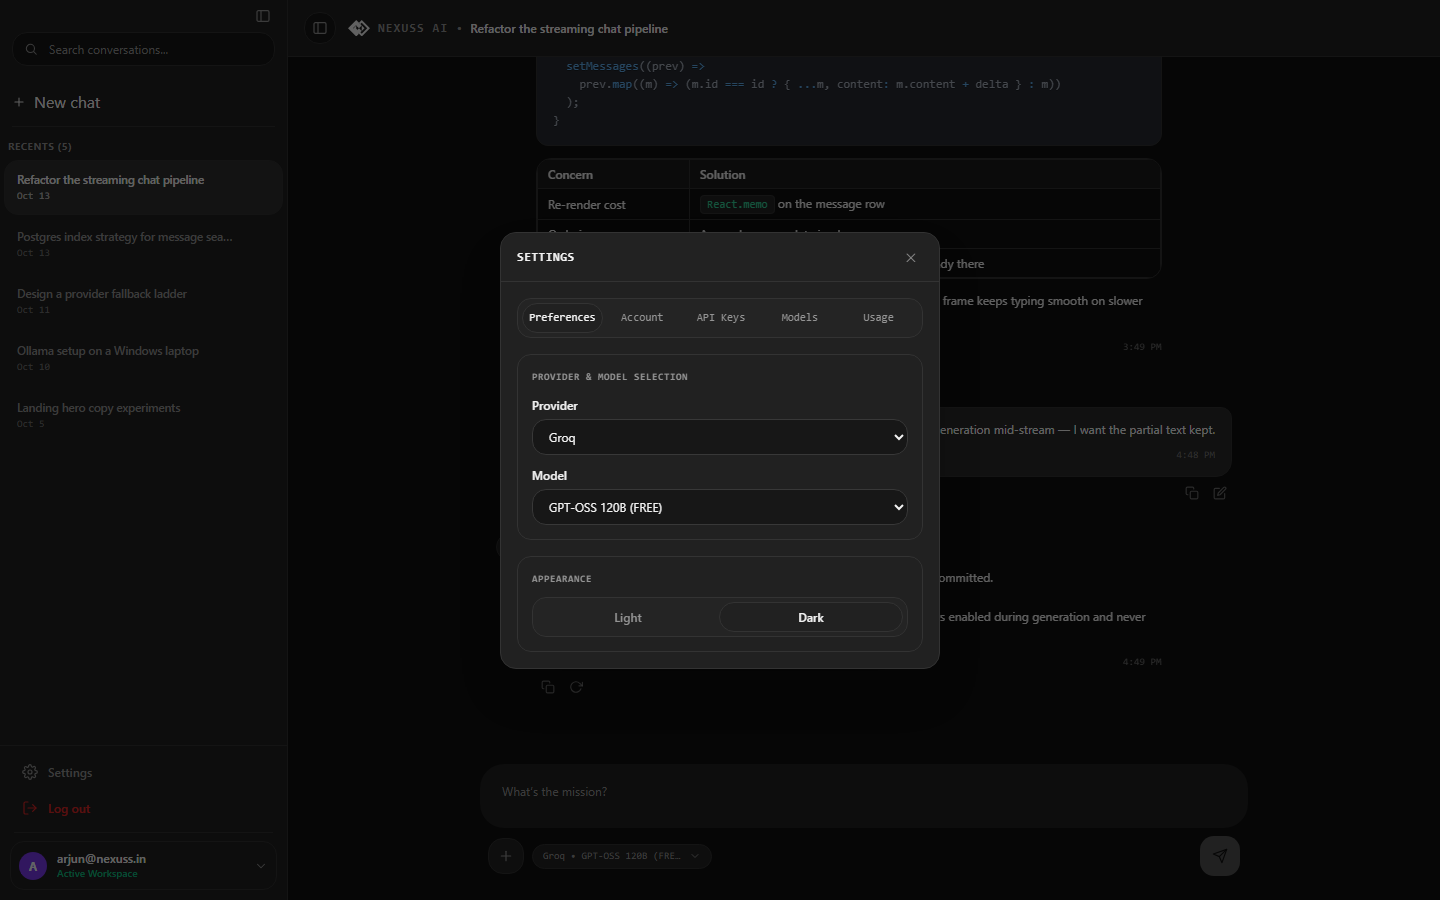 Search conversations...
New chat
RECENTS (5)
Refactor the streaming chat pipeline
Oct 13
Postgres index strategy for message sea...
Oct 13
Design a provider fallback ladder
Oct 11
Ollama setup on a Windows laptop
Oct 10
Landing hero copy experiments
Oct 5
Settings
Log out
A
arjun@nexuss.in
Active Workspace
NEXUSS AI • Refactor the streaming chat pipeline
setMessages((prev) =>
prev.map((m) => (m.id === id ? { ...m, content: m.content + delta } : m))
);
}
Concern Solution
Re-render cost React.memo on the message row
dy there
frame keeps typing smooth on slower
3:49 PM
eneration mid-stream — I want the partial text kept.
4:48 PM
ommitted.
s enabled during generation and never
4:49 PM
SETTINGS
Preferences Account API Keys Models Usage
PROVIDER & MODEL SELECTION
Provider
Groq
Model
GPT-OSS 120B (FREE)
APPEARANCE
Light Dark
What's the mission?
Groq • GPT-OSS 120B (FRE…